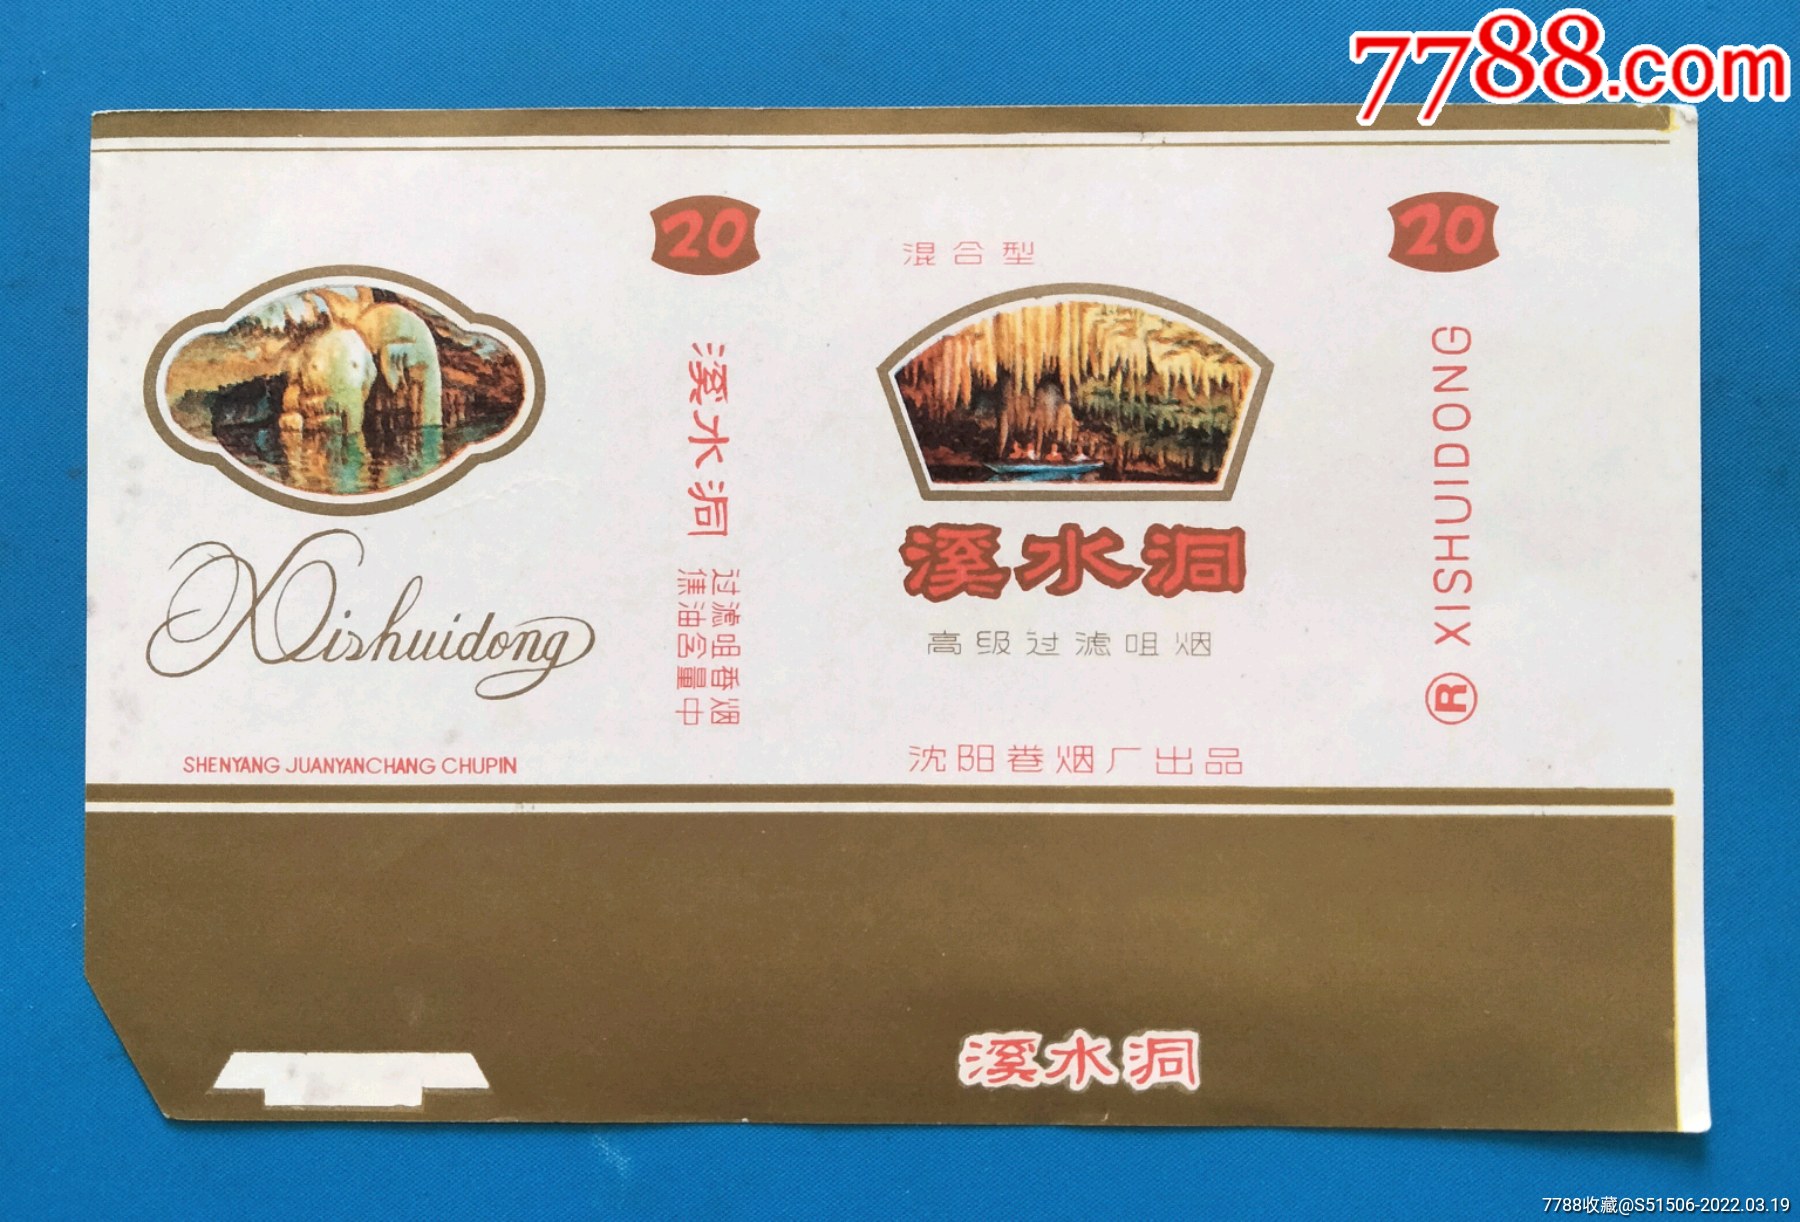 7788.com
20
溪水洞
过滤咀香烟
焦油含量中
Xishuidong
SHENYANG JUANYANCHANG CHUPIN
混合型
溪水洞
高级过滤咀烟
沈阳卷烟厂出品
20
® XISHUIDONG
溪水洞
7788收藏@S51506-2022.03.19